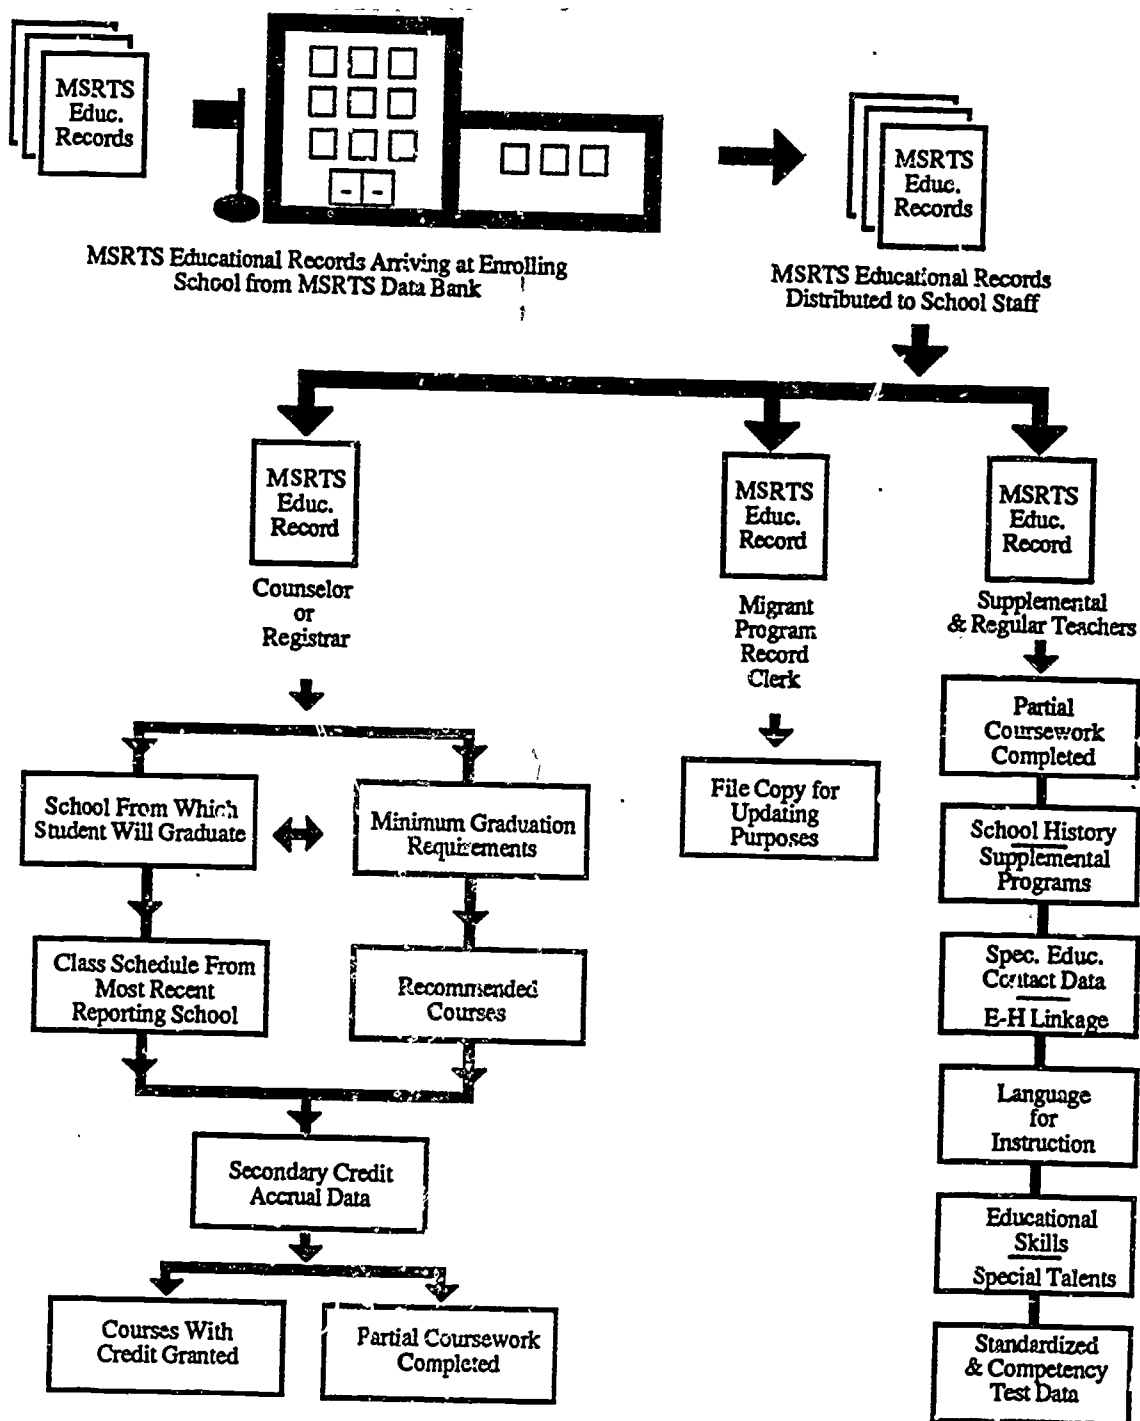 MSRTS
Educ.
Records
MSRTS Educational Records Arriving at Enrolling
School from MSRTS Data Bank
MSRTS
Educ.
Records
MSRTS Educational Records
Distributed to School Staff
MSRTS
Educ.
Record
Counselor
or
Registrar
MSRTS
Educ.
Record
Migrant
Program
Record
Clerk
MSRTS
Educ.
Record
Supplemental
& Regular Teachers
School From Which
Student Will Graduate
Minimum Graduation
Requirements
Class Schedule From
Most Recent
Reporting School
Recommended
Courses
Secondary Credit
Accrual Data
Courses With
Credit Granted
Partial Coursework
Completed
File Copy for
Updating
Purposes
Partial
Coursework
Completed
School History
Supplemental
Programs
Spec. Educ.
Contact Data
E-H Linkage
Language
for
Instruction
Educational
Skills
Special Talents
Standardized
& Competency
Test Data